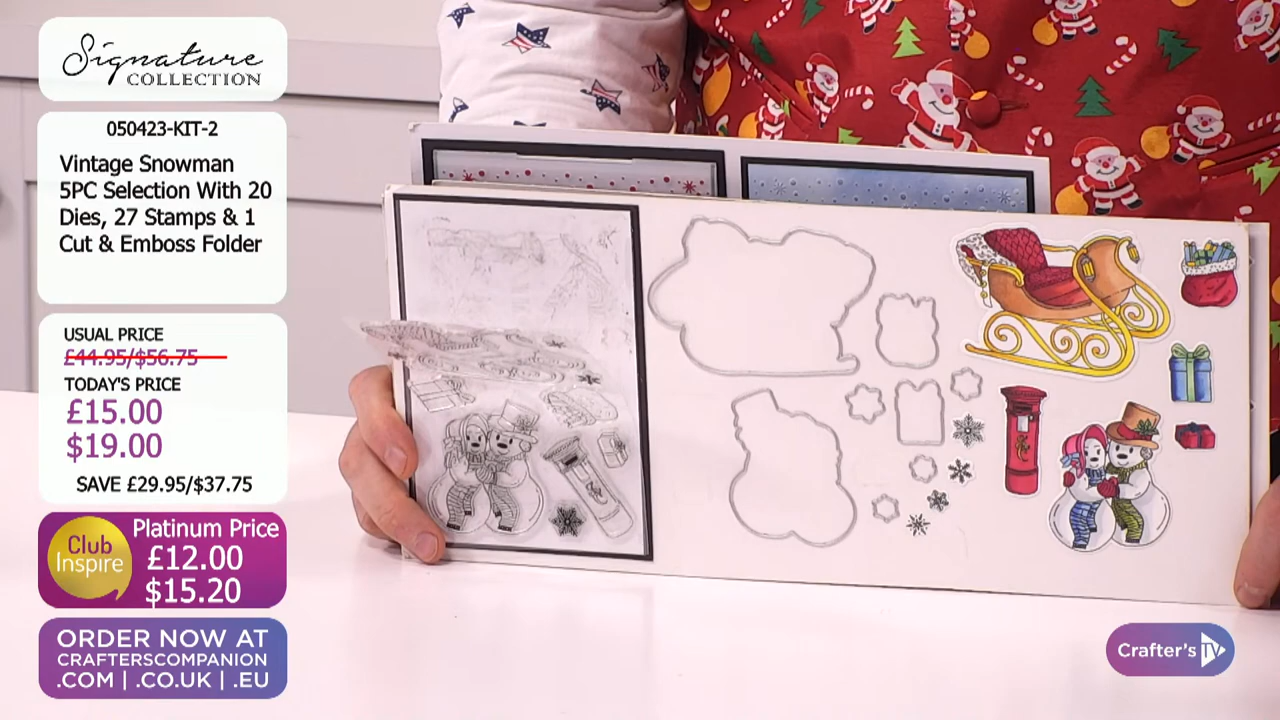 Signature
COLLECTION
050423-KIT-2
Vintage Snowman
5PC Selection With 20
Dies, 27 Stamps & 1
Cut & Emboss Folder
USUAL PRICE
£44.95/$56.75
TODAY'S PRICE
£15.00
$19.00
SAVE £29.95/$37.75
Club
Inspire
Platinum Price
£12.00
$15.20
ORDER NOW AT
CRAFTERSCOMPANION
.COM | .CO.UK | .EU
Crafter's TV